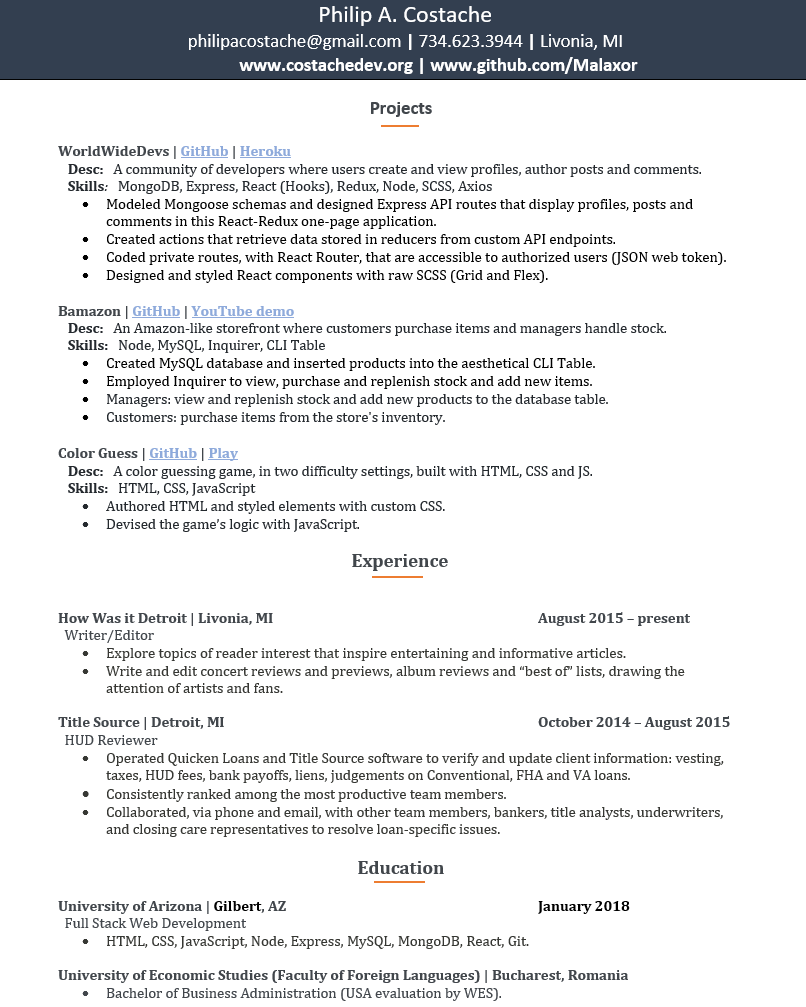 Philip A. Costache
philipacostache@gmail.com | 734.623.3944 | Livonia, MI
www.costachedev.org | www.github.com/Malaxor
Projects
WorldWideDevs | GitHub | Heroku
Desc: A community of developers where users create and view profiles, author posts and comments.
Skills: MongoDB, Express, React (Hooks), Redux, Node, SCSS, Axios
• Modeled Mongoose schemas and designed Express API routes that display profiles, posts and
comments in this React-Redux one-page application.
• Created actions that retrieve data stored in reducers from custom API endpoints.
• Coded private routes, with React Router, that are accessible to authorized users (JSON web token).
• Designed and styled React components with raw SCSS (Grid and Flex).
Bamazon | GitHub | YouTube demo
Desc: An Amazon-like storefront where customers purchase items and managers handle stock.
Skills: Node, MySQL, Inquirer, CLI Table
• Created MySQL database and inserted products into the aesthetical CLI Table.
• Employed Inquirer to view, purchase and replenish stock and add new items.
• Managers: view and replenish stock and add new products to the database table.
• Customers: purchase items from the store's inventory.
Color Guess | GitHub | Play
Desc: A color guessing game, in two difficulty settings, built with HTML, CSS and JS.
Skills: HTML, CSS, JavaScript
• Authored HTML and styled elements with custom CSS.
• Devised the game’s logic with JavaScript.
Experience
How Was it Detroit | Livonia, MI August 2015 – present
Writer/Editor
• Explore topics of reader interest that inspire entertaining and informative articles.
• Write and edit concert reviews and previews, album reviews and “best of” lists, drawing the
attention of artists and fans.
Title Source | Detroit, MI October 2014 – August 2015
HUD Reviewer
• Operated Quicken Loans and Title Source software to verify and update client information: vesting,
taxes, HUD fees, bank payoffs, liens, judgements on Conventional, FHA and VA loans.
• Consistently ranked among the most productive team members.
• Collaborated, via phone and email, with other team members, bankers, title analysts, underwriters,
and closing care representatives to resolve loan-specific issues.
Education
University of Arizona | Gilbert, AZ January 2018
Full Stack Web Development
• HTML, CSS, JavaScript, Node, Express, MySQL, MongoDB, React, Git.
University of Economic Studies (Faculty of Foreign Languages) | Bucharest, Romania
• Bachelor of Business Administration (USA evaluation by WES).